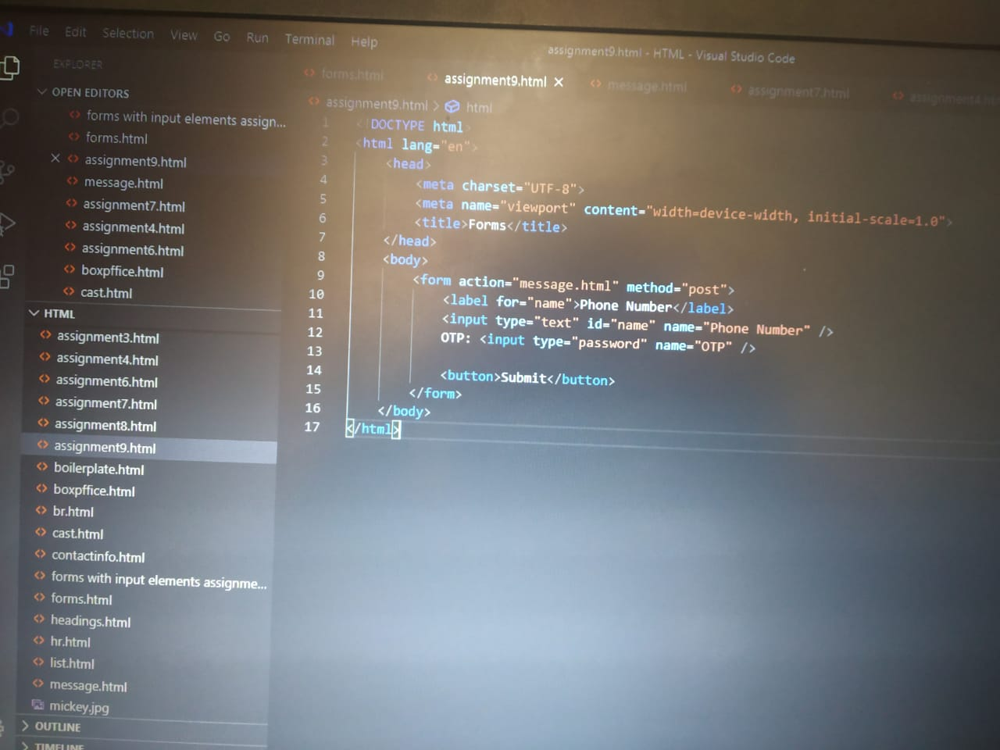 File Edit Selection View Go Run Terminal Help
assignment9.html - HTML - Visual Studio Code
EXPLORER
OPEN EDITORS
forms with input elements assign...
forms.html
assignment9.html
message.html
assignment7.html
assignment4.html
assignment6.html
boxpffice.html
cast.html
HTML
assignment3.html
assignment4.html
assignment6.html
assignment7.html
assignment8.html
assignment9.html
boilerplate.html
boxpffice.html
br.html
cast.html
contactinfo.html
forms with input elements assignme...
forms.html
headings.html
hr.html
list.html
message.html
mickey.jpg
OUTLINE
TIMELINE
forms.html assignment9.html message.html assignment7.html assignment4.ht
assignment9.html > html
1 <!DOCTYPE html>
2 <html lang="en">
3 <head>
4 <meta charset="UTF-8">
5 <meta name="viewport" content="width=device-width, initial-scale=1.0">
6 <title>Forms</title>
7 </head>
8 <body>
9 <form action="message.html" method="post">
10 <label for="name">Phone Number</label>
11 <input type="text" id="name" name="Phone Number" />
12 OTP: <input type="password" name="OTP" />
13
14 <button>Submit</button>
15 </form>
16 </body>
17 </html>